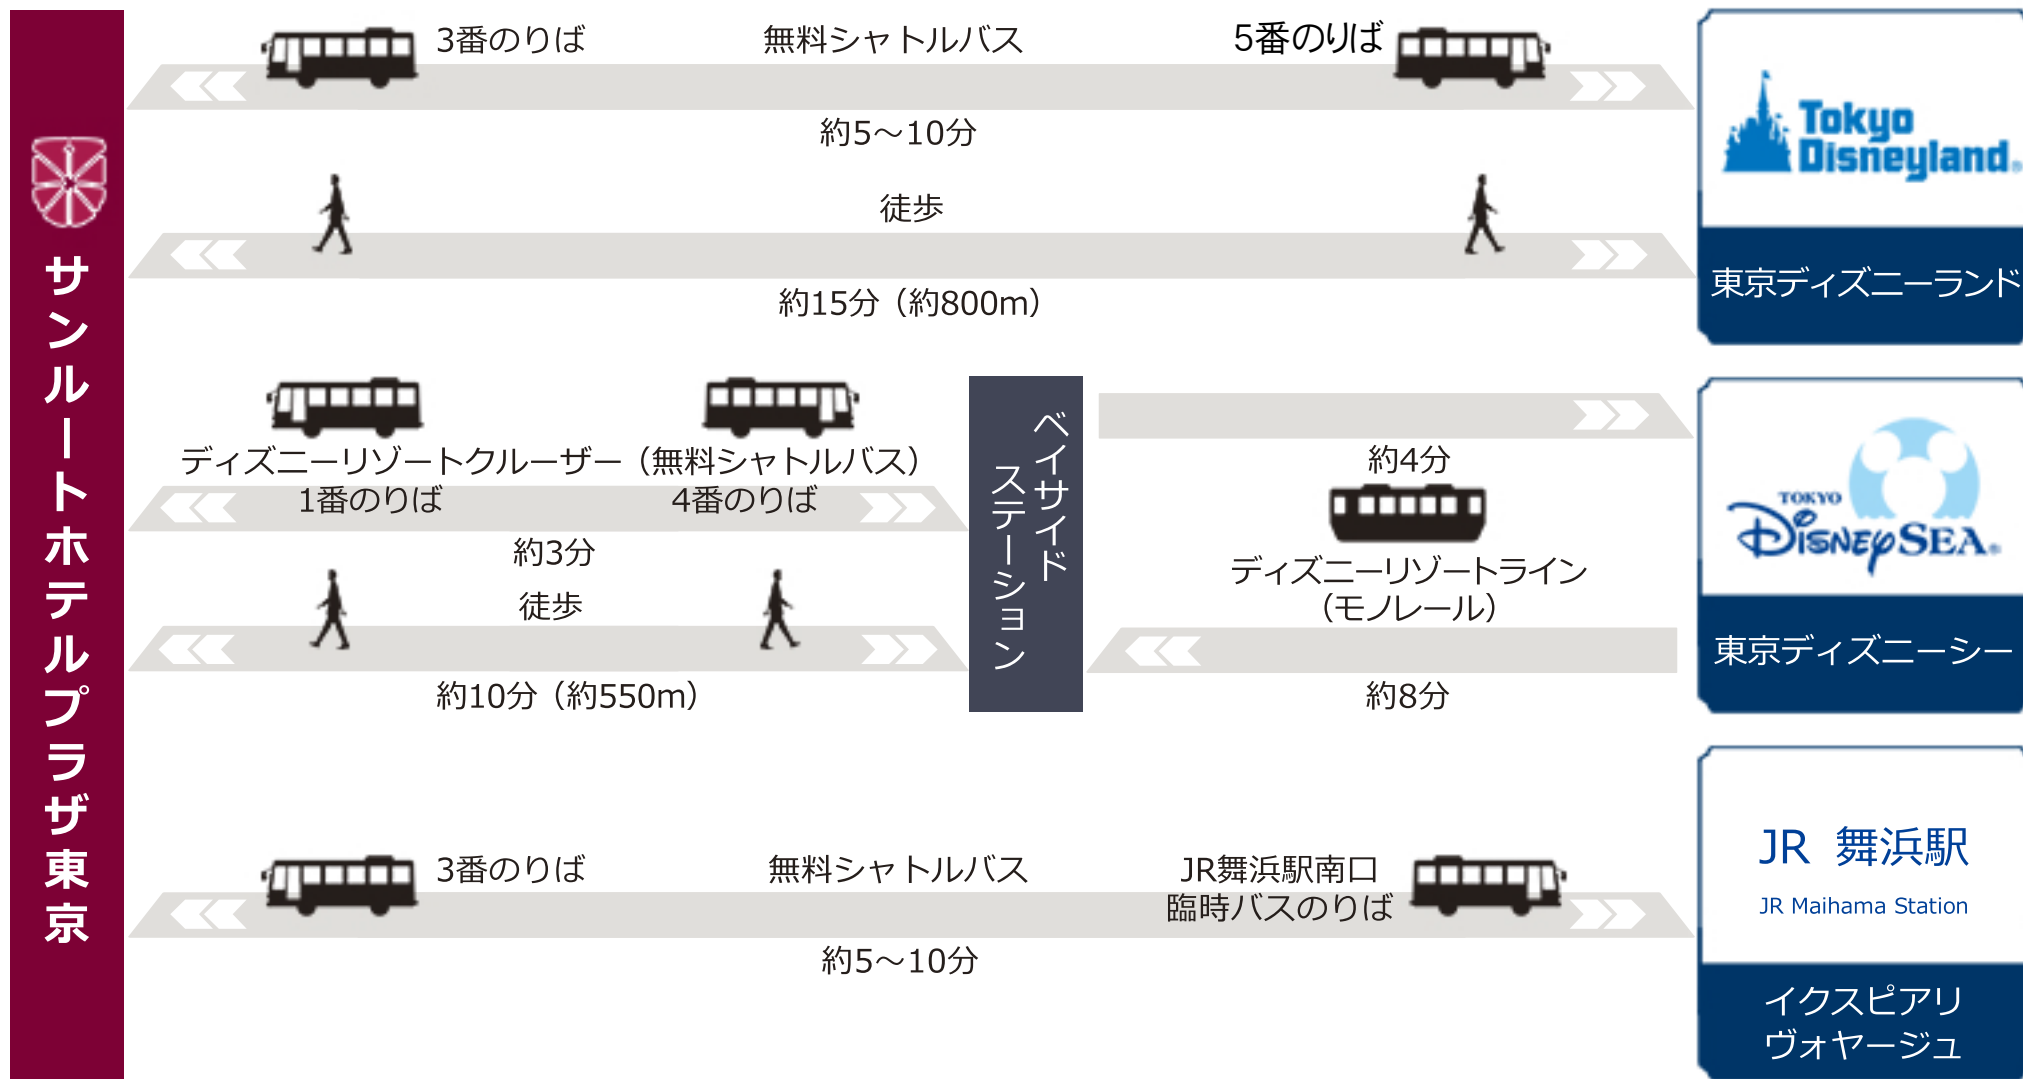 サンルートホテルプラザ東京
3番のりば
無料シャトルバス
5番のりば
約5～10分
徒歩
約15分（約800m）
Tokyo
Disneyland®
東京ディズニーランド
ディズニーリゾートクルーザー（無料シャトルバス）
1番のりば
4番のりば
約3分
徒歩
約10分（約550m）
ベイサイド
ステーション
約4分
ディズニーリゾートライン
（モノレール）
約8分
TOKYO
DISNEY SEA®
東京ディズニーシー
3番のりば
無料シャトルバス
JR舞浜駅南口
臨時バスのりば
約5～10分
JR 舞浜駅
JR Maihama Station
イクスピアリ
ヴォヤージュ